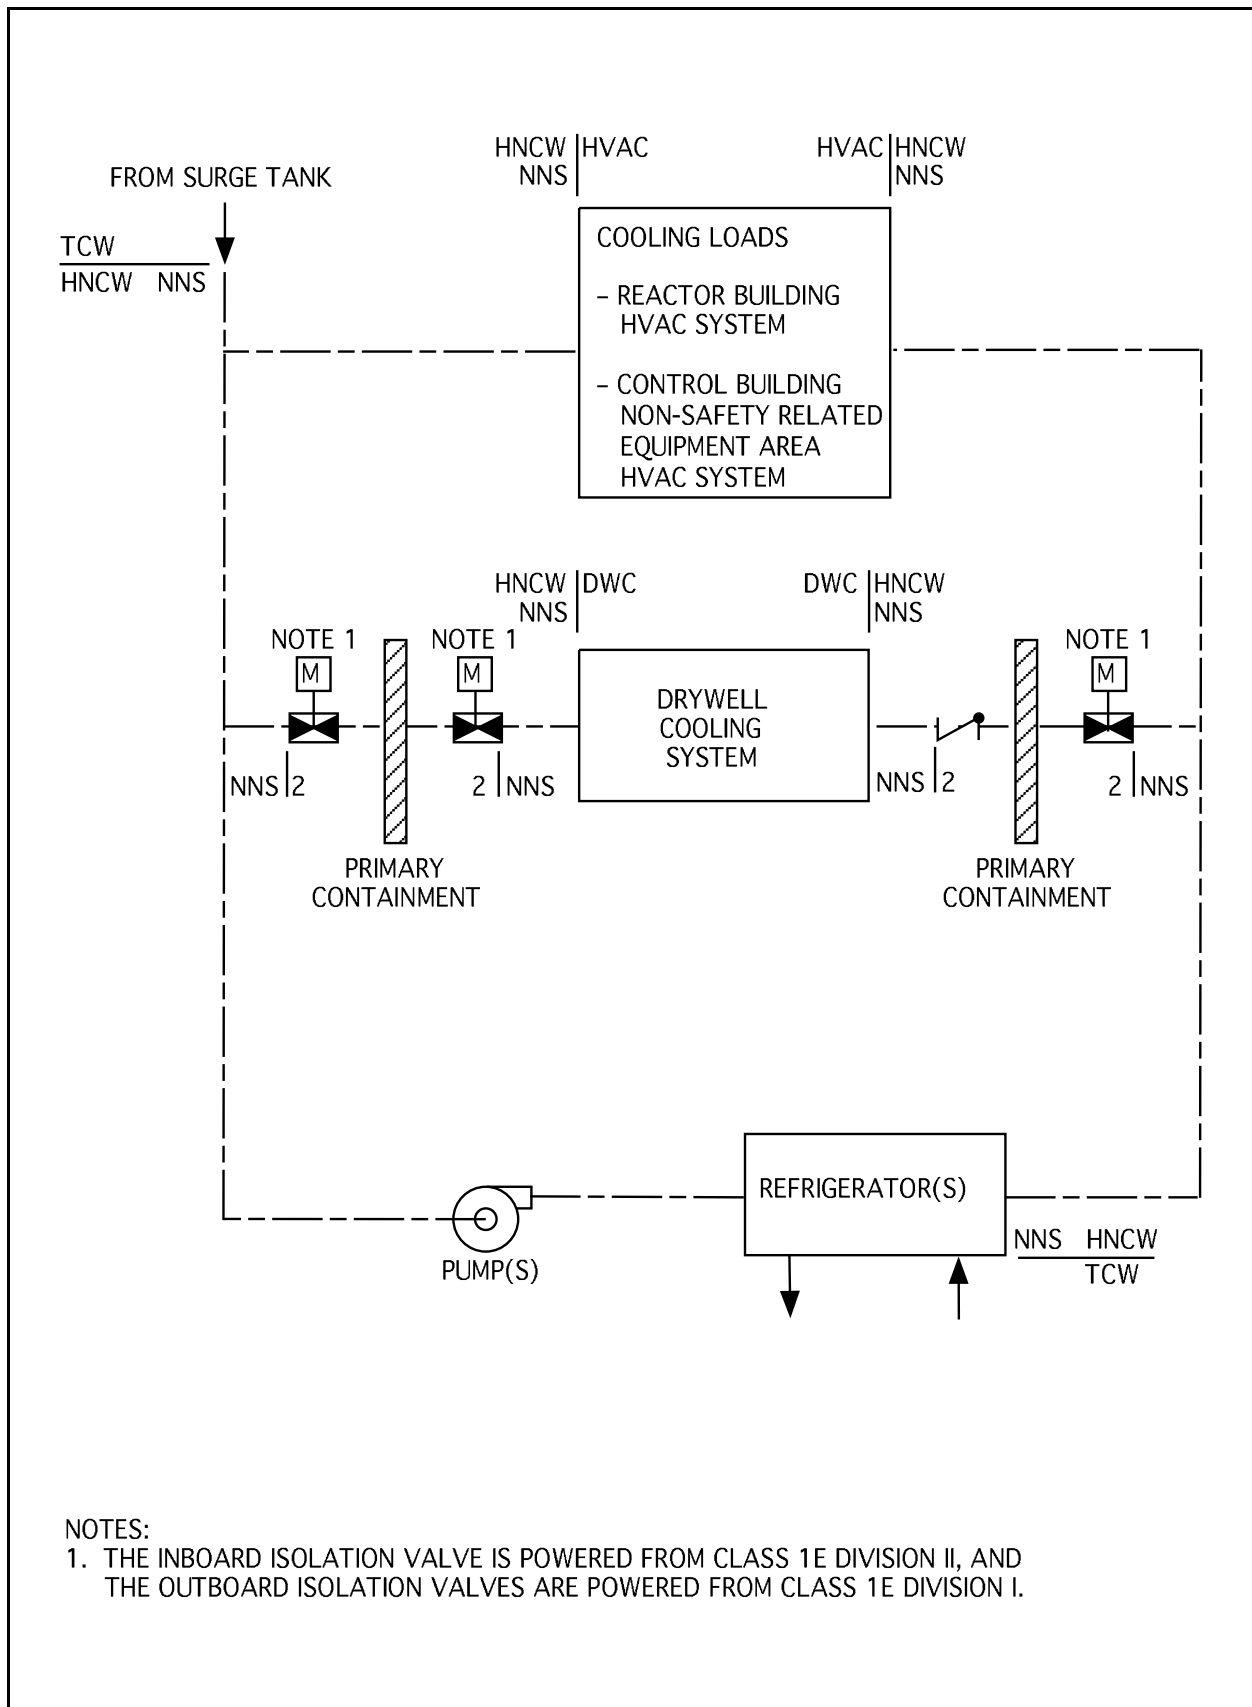 HNCW HVAC
NNS
HVAC HNCW
NNS
FROM SURGE TANK
TCW
HNCW NNS
COOLING LOADS
– REACTOR BUILDING
HVAC SYSTEM
– CONTROL BUILDING
NON-SAFETY RELATED
EQUIPMENT AREA
HVAC SYSTEM
HNCW DWC
NNS
DWC HNCW
NNS
NOTE 1
M
NOTE 1
M
NOTE 1
M
DRYWELL
COOLING
SYSTEM
NNS 2
2 NNS
NNS 2
2 NNS
PRIMARY
CONTAINMENT
PRIMARY
CONTAINMENT
REFRIGERATOR(S)
PUMP(S)
NNS HNCW
TCW
NOTES:
1. THE INBOARD ISOLATION VALVE IS POWERED FROM CLASS 1E DIVISION II, AND
THE OUTBOARD ISOLATION VALVES ARE POWERED FROM CLASS 1E DIVISION I.